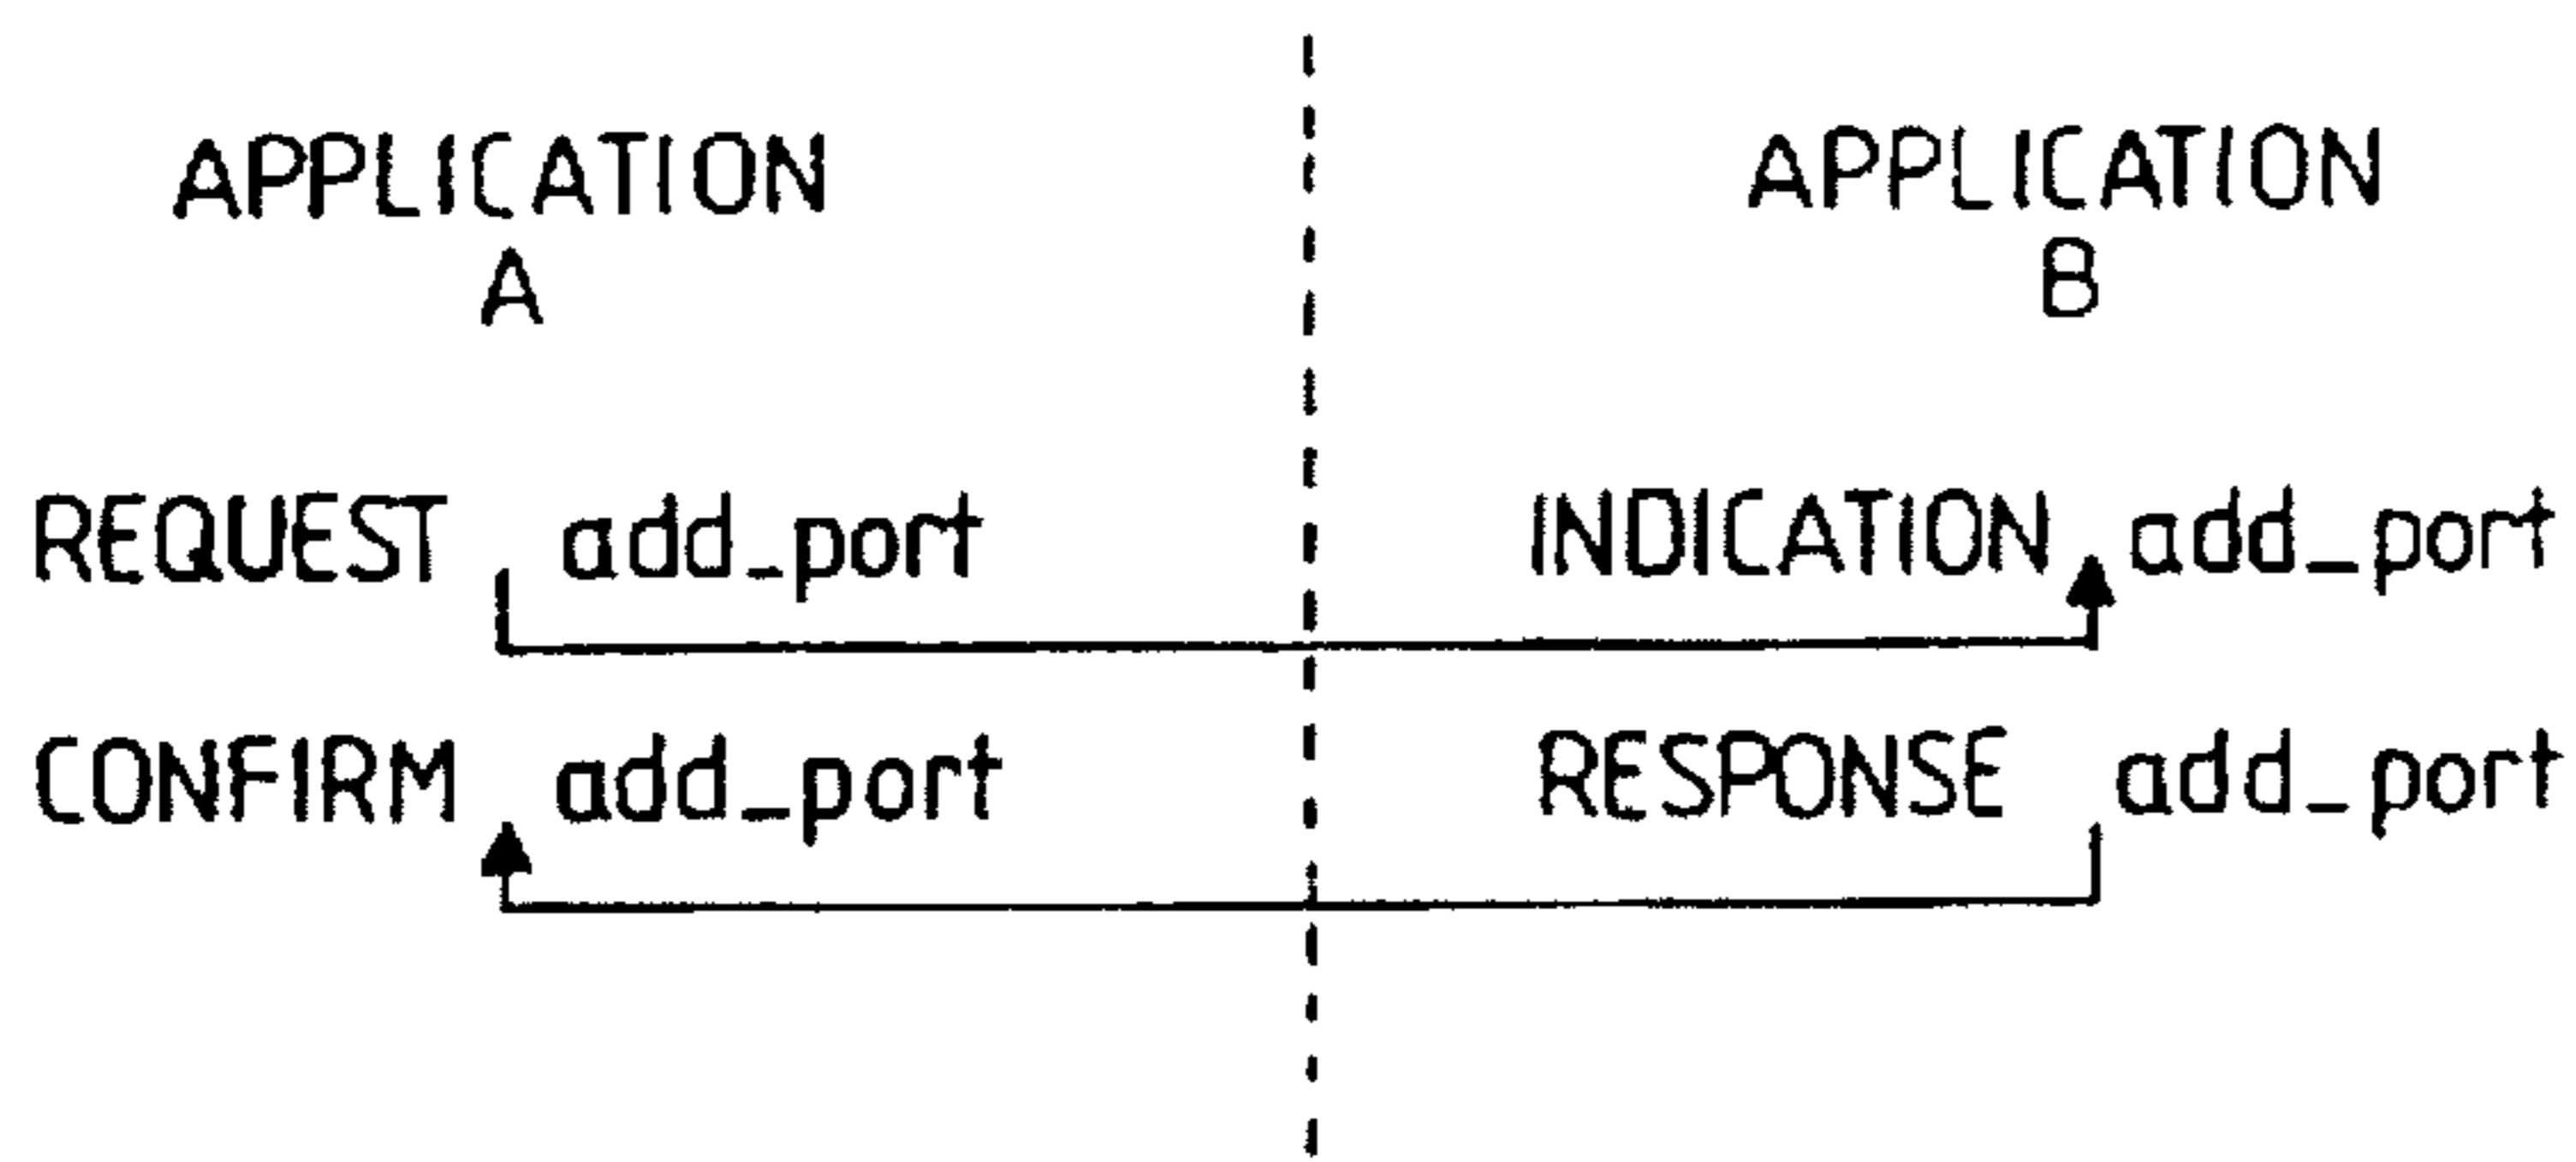 APPLICATION
A
APPLICATION
B
REQUEST add_port
INDICATION add_port
CONFIRM add_port
RESPONSE add_port